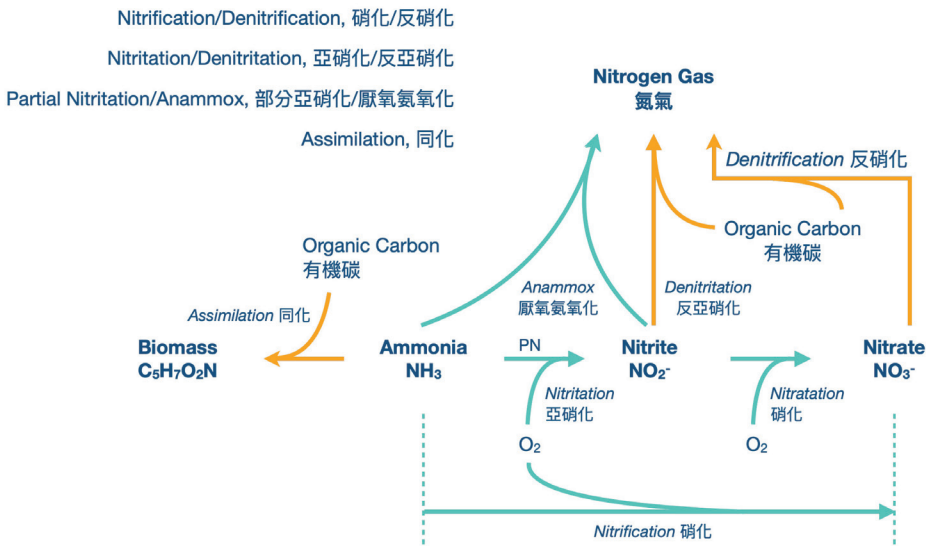 Nitrification/Denitrification, 硝化/反硝化
Nitritation/Denitritation, 亞硝化/反亞硝化
Partial Nitritation/Anammox, 部分亞硝化/厭氧氨氧化
Assimilation, 同化
Nitrogen Gas
氮氣
Denitrification 反硝化
Organic Carbon
有機碳
Organic Carbon
有機碳
Assimilation 同化
Anammox
厭氧氨氧化
Denitritation
反亞硝化
Biomass
C₅H₇O₂N
Ammonia
NH₃
PN
Nitrite
NO₂-
Nitrate
NO₃-
Nitritation
亞硝化
Nitratation
硝化
O₂
O₂
Nitrification 硝化